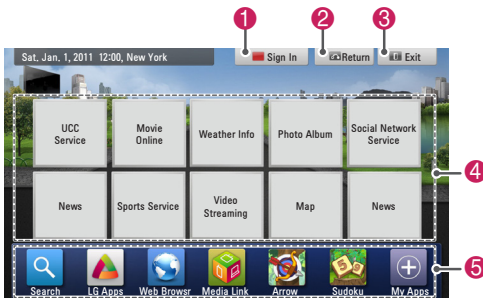 1 2 3
Sat. Jan. 1, 2011 12:00, New York Sign In Return Exit
UCC Service
Movie Online
Weather Info
Photo Album
Social Network Service
4
News
Sports Service
Video Streaming
Map
News
5
Search LG Apps Web Browsr Media Link Arrow Sudoku My Apps